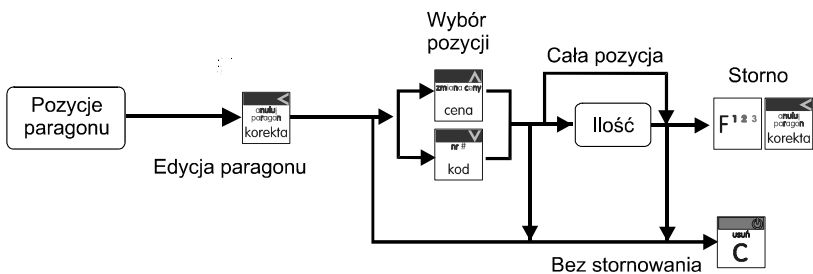 Wybór
pozycji
Cała pozycja
Storno
Pozycje
paragonu
anuluj
paragon
korekta
zmiana ceny
cena
nr #
kod
Ilość
F 1 2 3
anuluj
paragon
korekta
Edycja paragonu
usuń
C
Bez stornowania